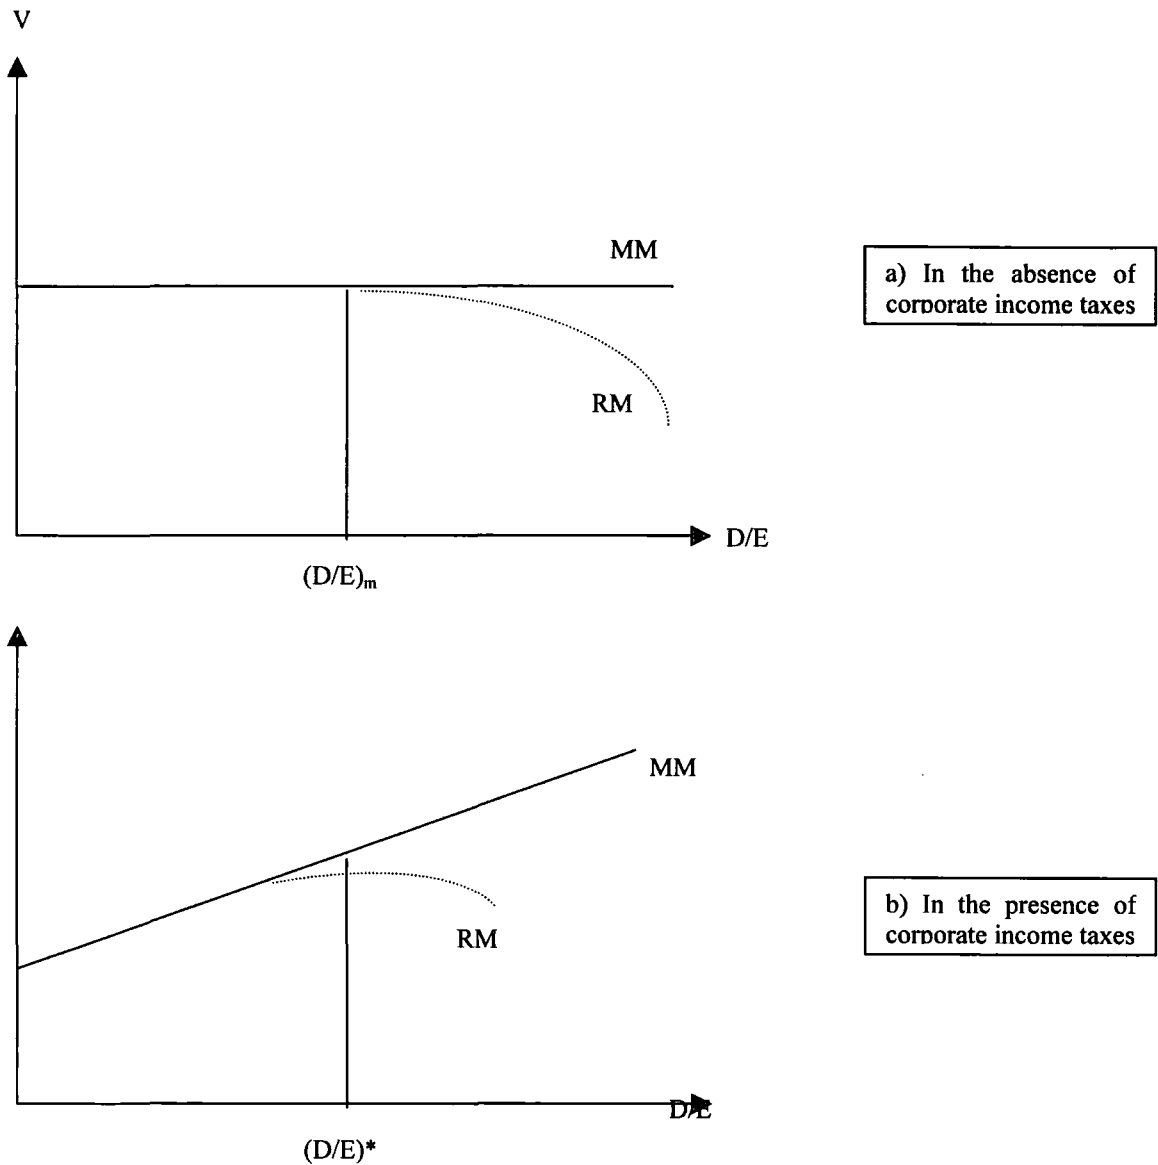 V
MM
a) In the absence of
corporate income taxes
RM
D/E
(D/E)m
MM
b) In the presence of
corporate income taxes
RM
D/E
(D/E)*